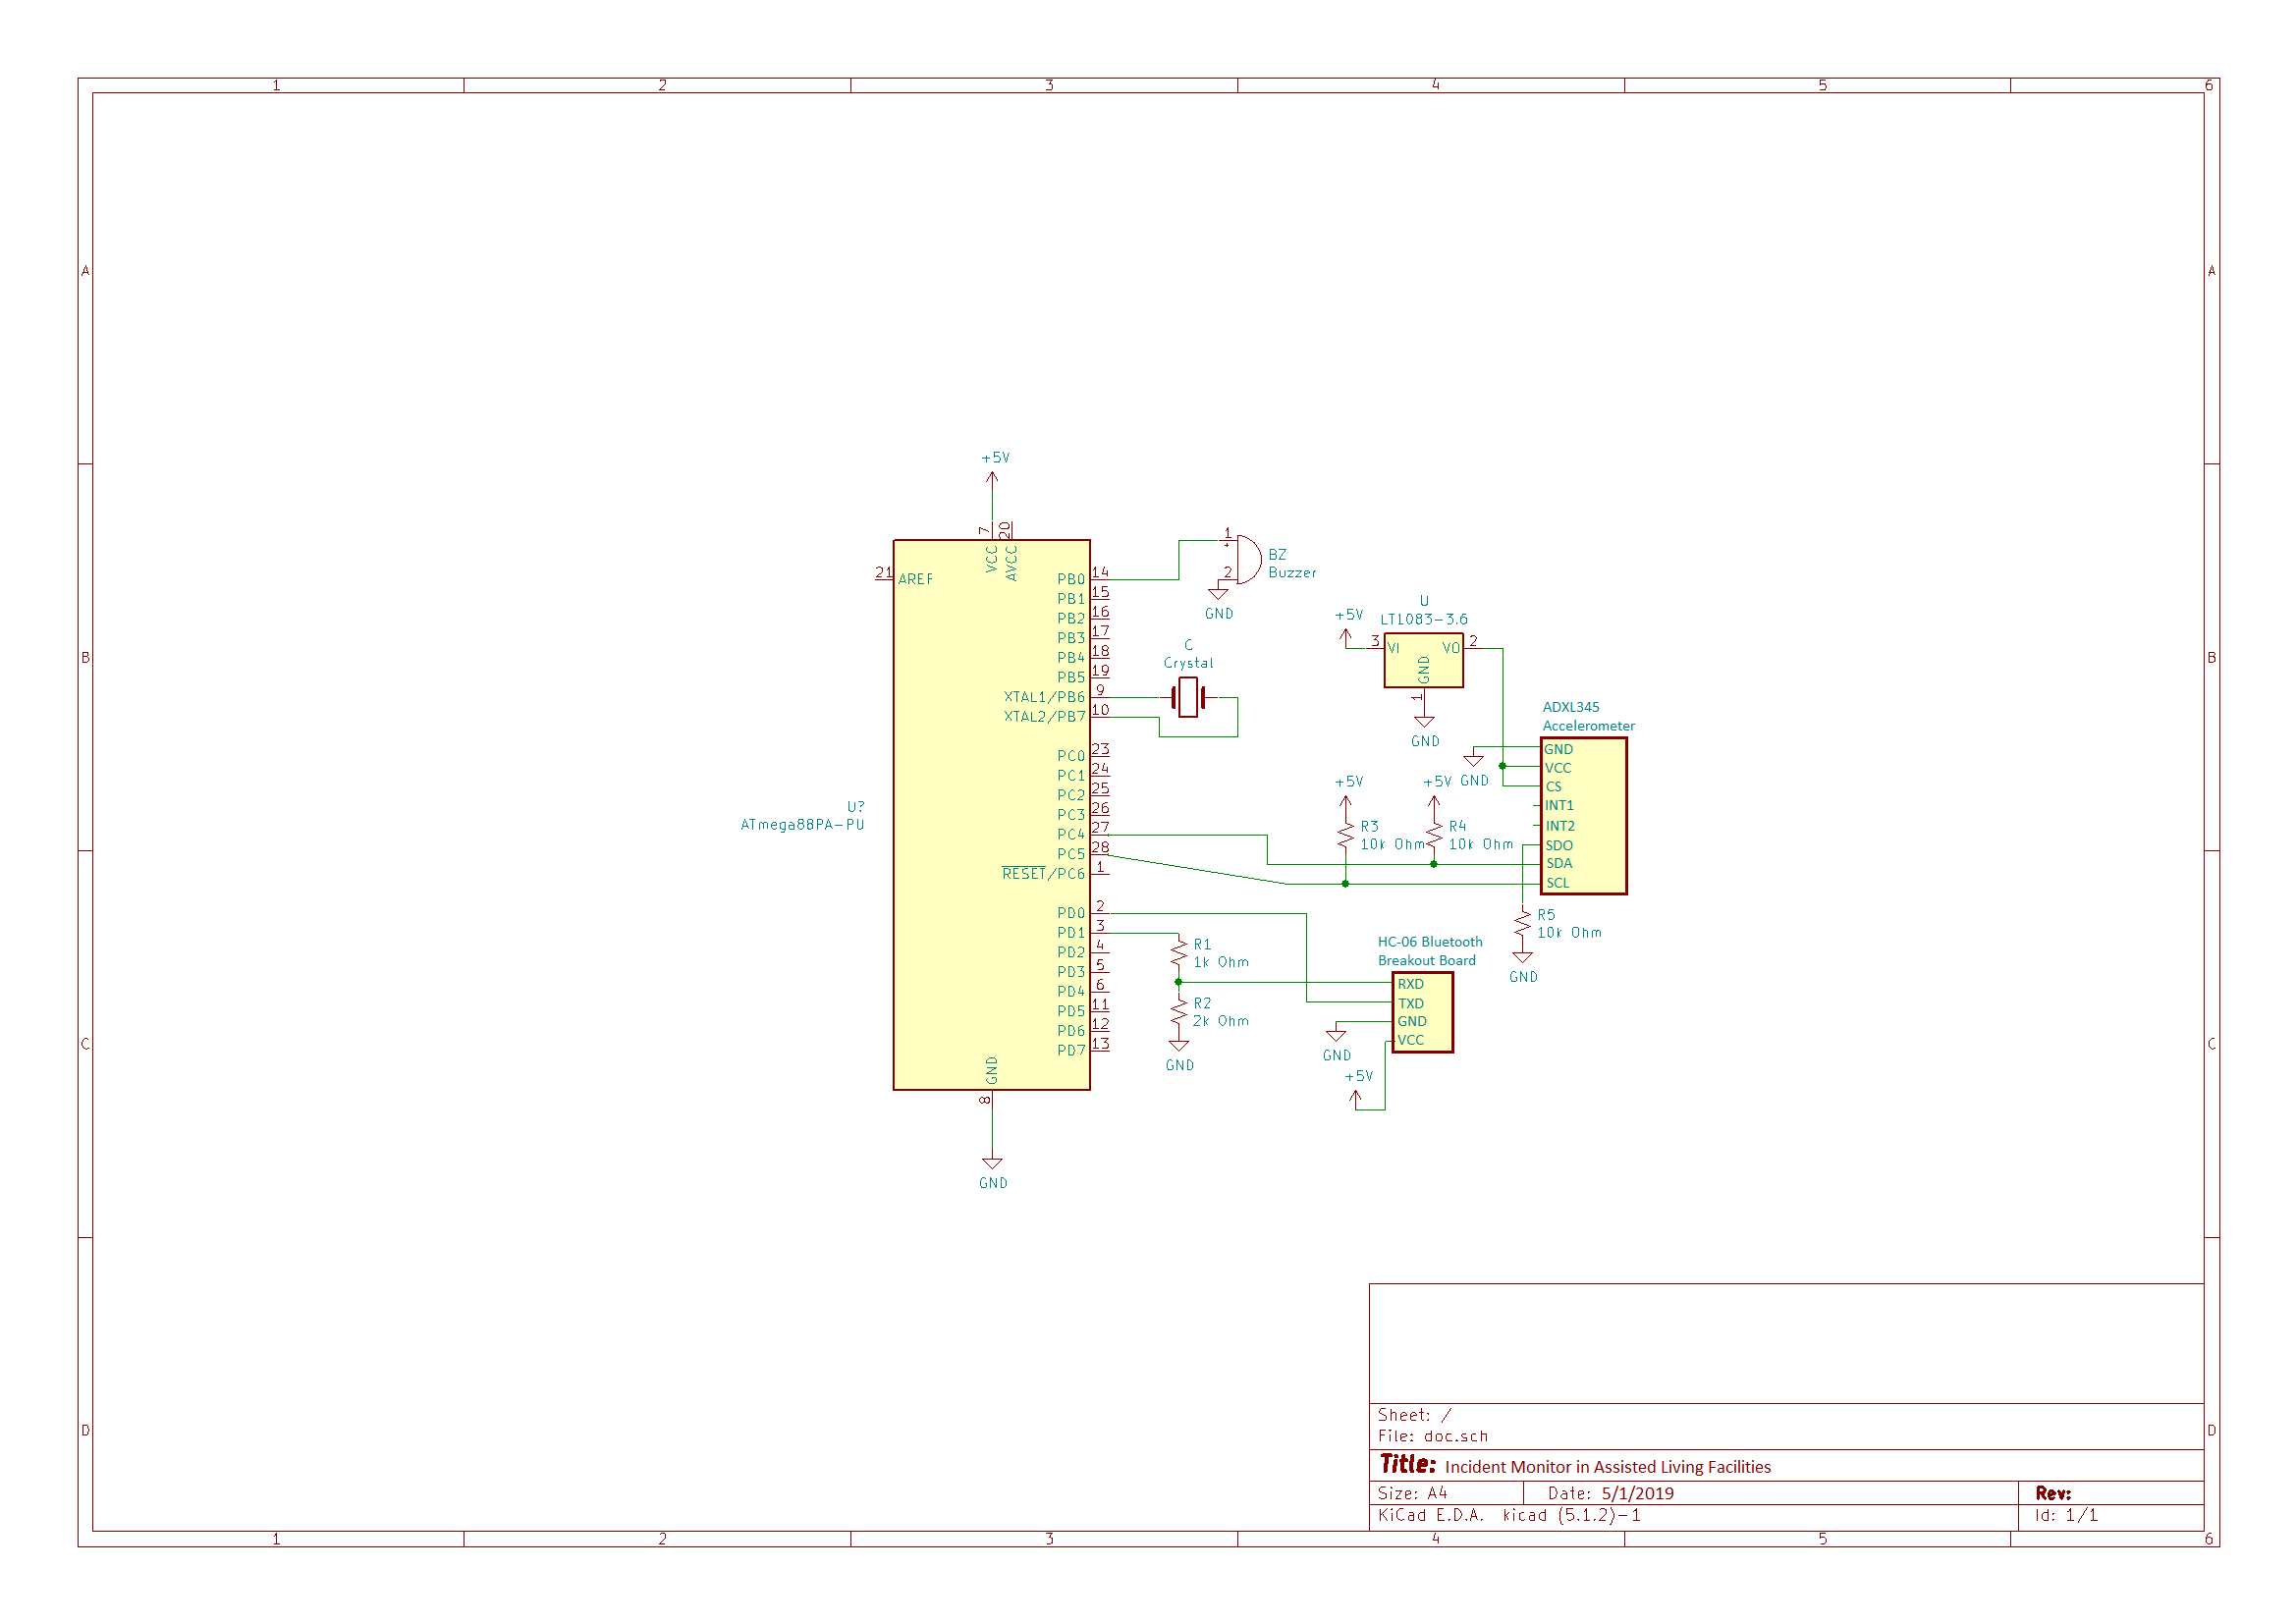 1 2 3 4 5 6
A A
B B
C C
D D
+5V
7 20
VCC AVCC
21 AREF
PB0 14
PB1 15
PB2 16
PB3 17
PB4 18
PB5 19
XTAL1/PB6 9
XTAL2/PB7 10
PC0 23
PC1 24
PC2 25
PC3 26
PC4 27
PC5 28
RESET/PC6 1
PD0 2
PD1 3
PD2 4
PD3 5
PD4 6
PD5 11
PD6 12
PD7 13
GND
8
GND
U?
ATmega88PA-PU
1
+
2
BZ
Buzzer
GND
C
Crystal
U
LT1083-3.6
+5V
3 VI VO 2
GND
1
GND
ADXL345
Accelerometer
GND
VCC
CS
INT1
INT2
SDO
SDA
SCL
GND
+5V
R3
10k Ohm
+5V
R4
10k Ohm
R5
10k Ohm
GND
R1
1k Ohm
R2
2k Ohm
GND
HC-06 Bluetooth
Breakout Board
RXD
TXD
GND
VCC
GND
+5V
Sheet: /
File: doc.sch
Title: Incident Monitor in Assisted Living Facilities
Size: A4 Date: 5/1/2019 Rev:
KiCad E.D.A. kicad (5.1.2)-1 Id: 1/1
1 2 3 4 5 6